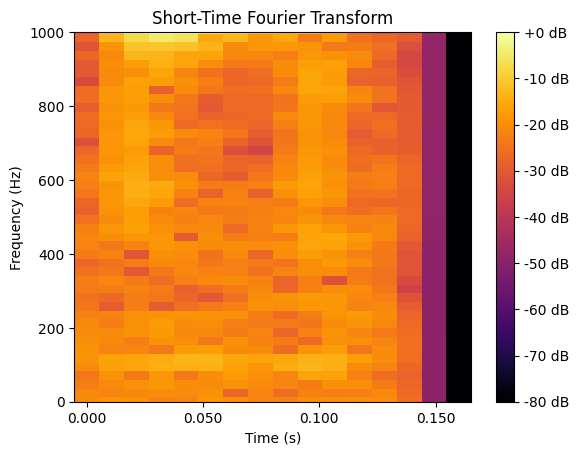 Short-Time Fourier Transform
1000
800
600
400
200
0
Frequency (Hz)
0.000
0.050
0.100
0.150
Time (s)
+0 dB
-10 dB
-20 dB
-30 dB
-40 dB
-50 dB
-60 dB
-70 dB
-80 dB